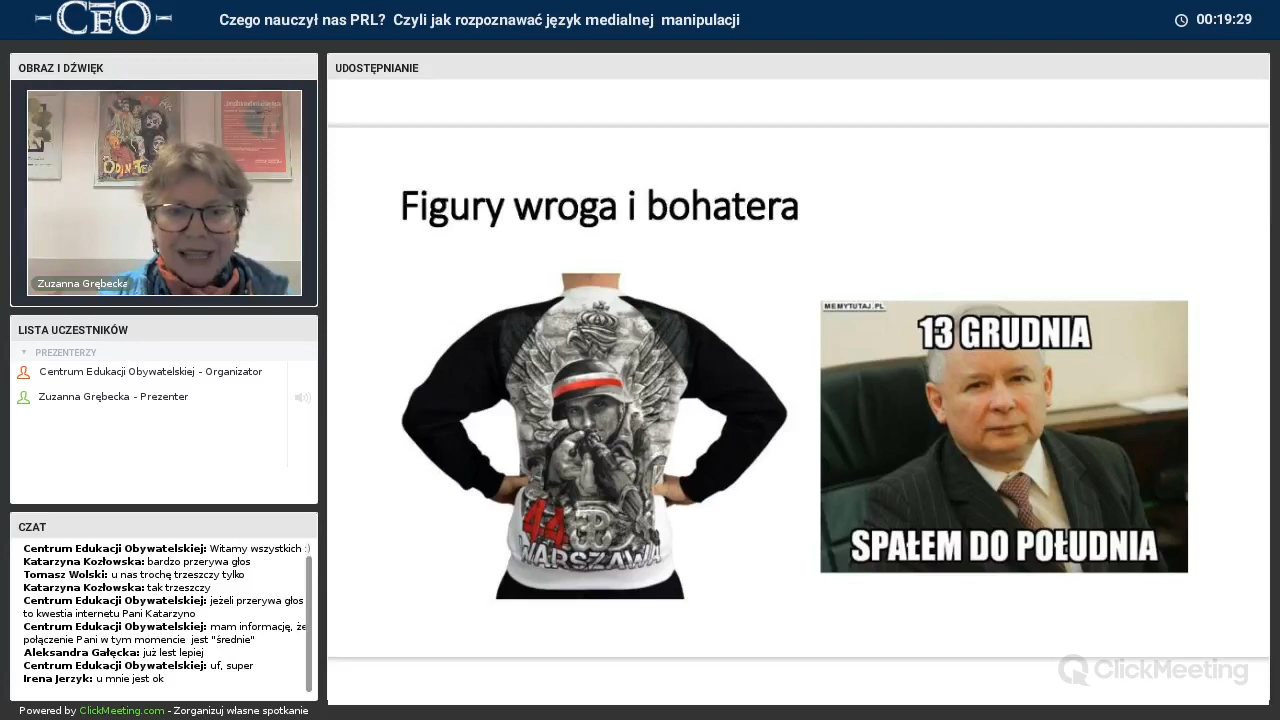 CEO
Czego nauczył nas PRL? Czyli jak rozpoznawać język medialnej manipulacji
00:19:29
OBRAZ I DŹWIĘK
Zuzanna Grębecka
LISTA UCZESTNIKÓW
PREZENTERZY
Centrum Edukacji Obywatelskiej - Organizator
Zuzanna Grębecka - Prezenter
CZAT
Centrum Edukacji Obywatelskiej: Witamy wszystkich :)
Katarzyna Kozłowska: bardzo przerywa głos
Tomasz Wolski: u nas trochę trzeszczy tylko
Katarzyna Kozłowska: tak trzeszczy
Centrum Edukacji Obywatelskiej: jeżeli przerywa głos
to kwestia internetu Pani Katarzyno
Centrum Edukacji Obywatelskiej: mam informację, że
połączenie Pani w tym momencie jest "średnie"
Aleksandra Gałęcka: już lest lepiej
Centrum Edukacji Obywatelskiej: uf, super
Irena Jerzyk: u mnie jest ok
Powered by ClickMeeting.com - Zorganizuj własne spotkanie
UDOSTĘPNIANIE
Figury wroga i bohatera
44
WARSZAWA
MEMYTUTAJ.PL
13 GRUDNIA
SPAŁEM DO POŁUDNIA
ClickMeeting